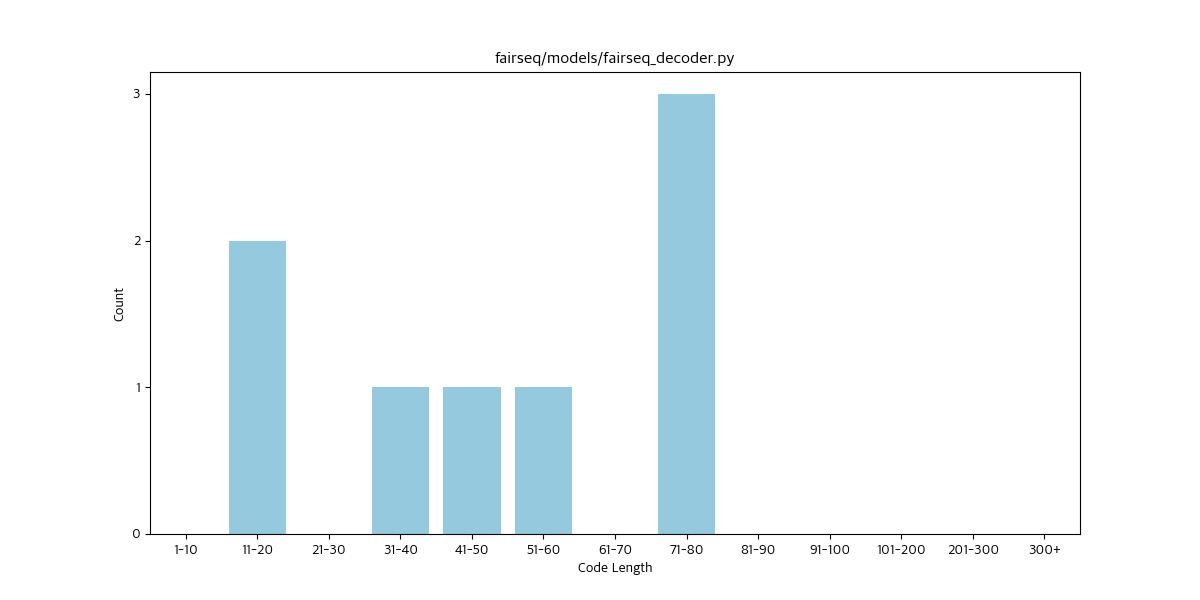 fairseq/models/fairseq_decoder.py
3
2
1
0
Count
1-10 11-20 21-30 31-40 41-50 51-60 61-70 71-80 81-90 91-100 101-200 201-300 300+
Code Length